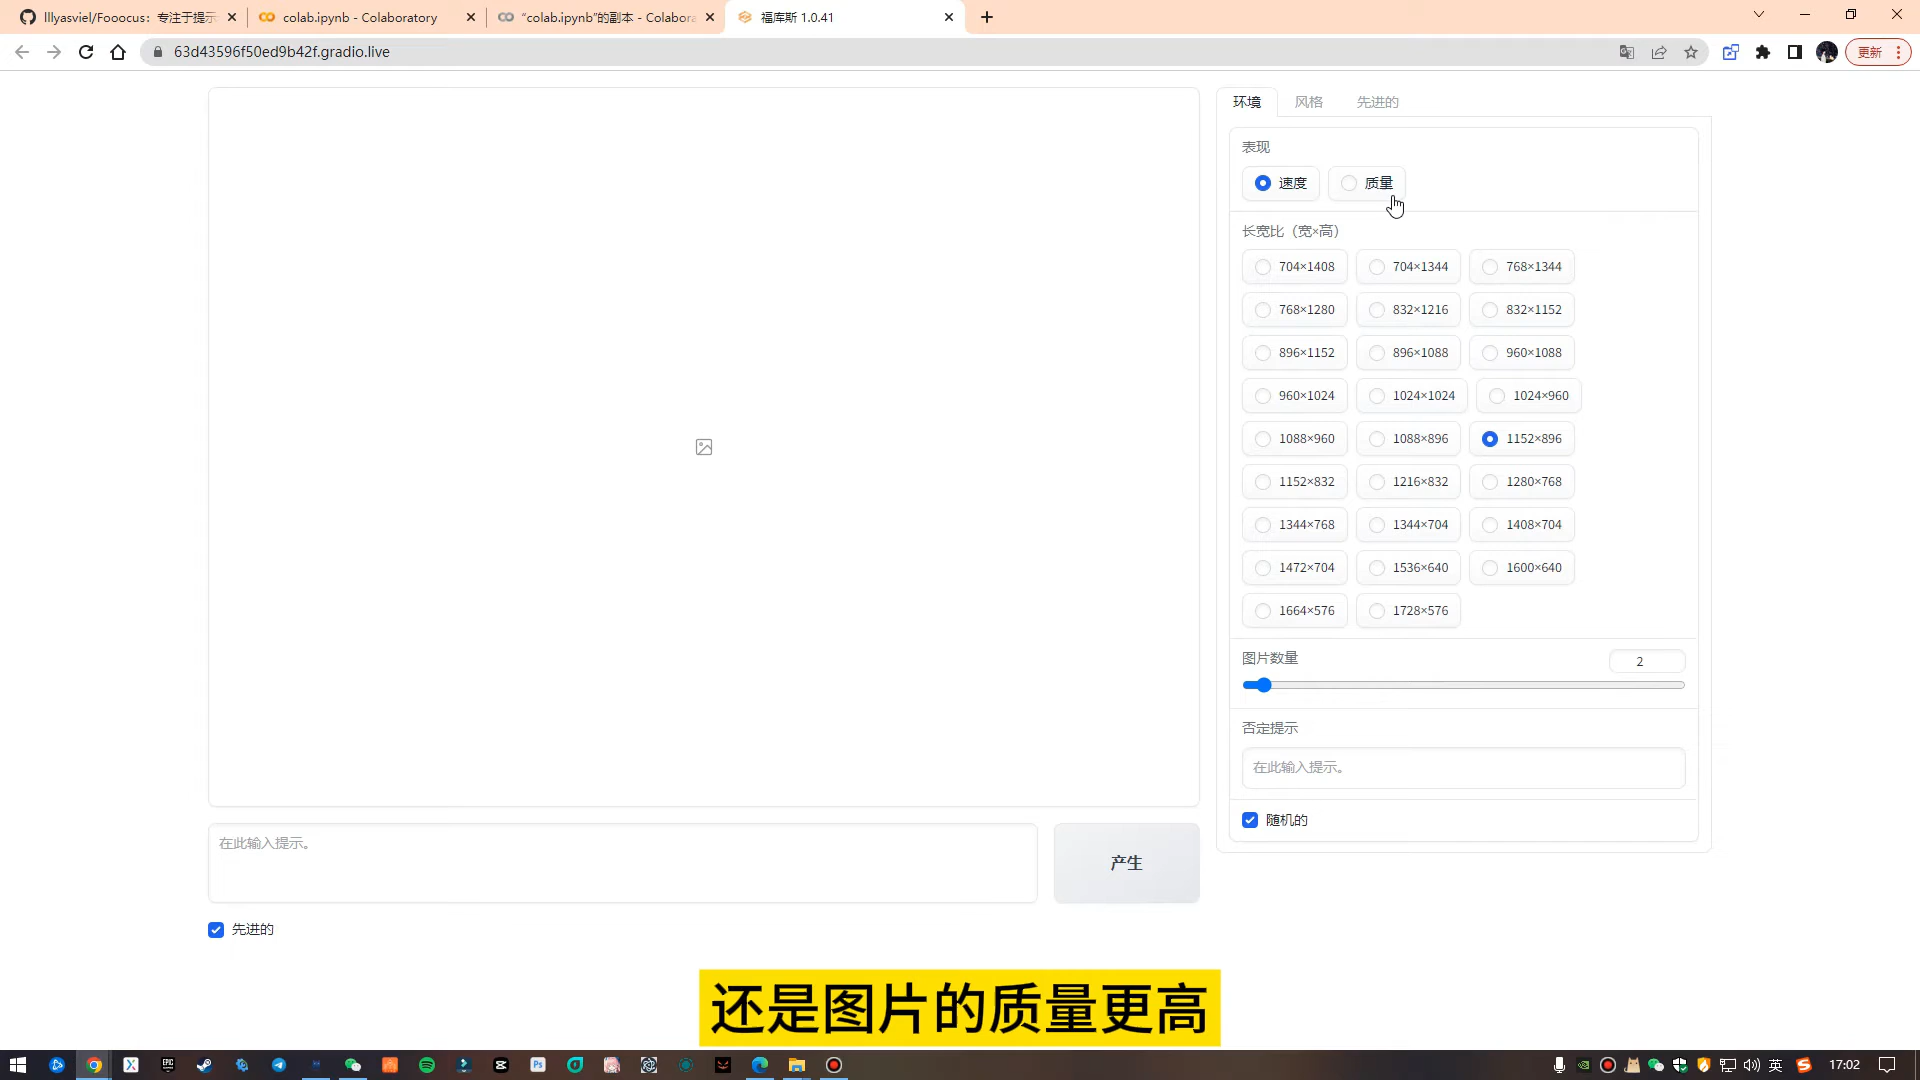 lllyasviel/Fooocus：专注于提示
colab.ipynb - Colaboratory
“colab.ipynb”的副本 - Colabora
福库斯 1.0.41
63d43596f50ed9b42f.gradio.live
更新
环境
风格
先进的
表现
速度
质量
长宽比（宽×高）
704×1408
704×1344
768×1344
768×1280
832×1216
832×1152
896×1152
896×1088
960×1088
960×1024
1024×1024
1024×960
1088×960
1088×896
1152×896
1152×832
1216×832
1280×768
1344×768
1344×704
1408×704
1472×704
1536×640
1600×640
1664×576
1728×576
图片数量
2
否定提示
在此输入提示。
随机的
在此输入提示。
产生
先进的
还是图片的质量更高
英
17:02